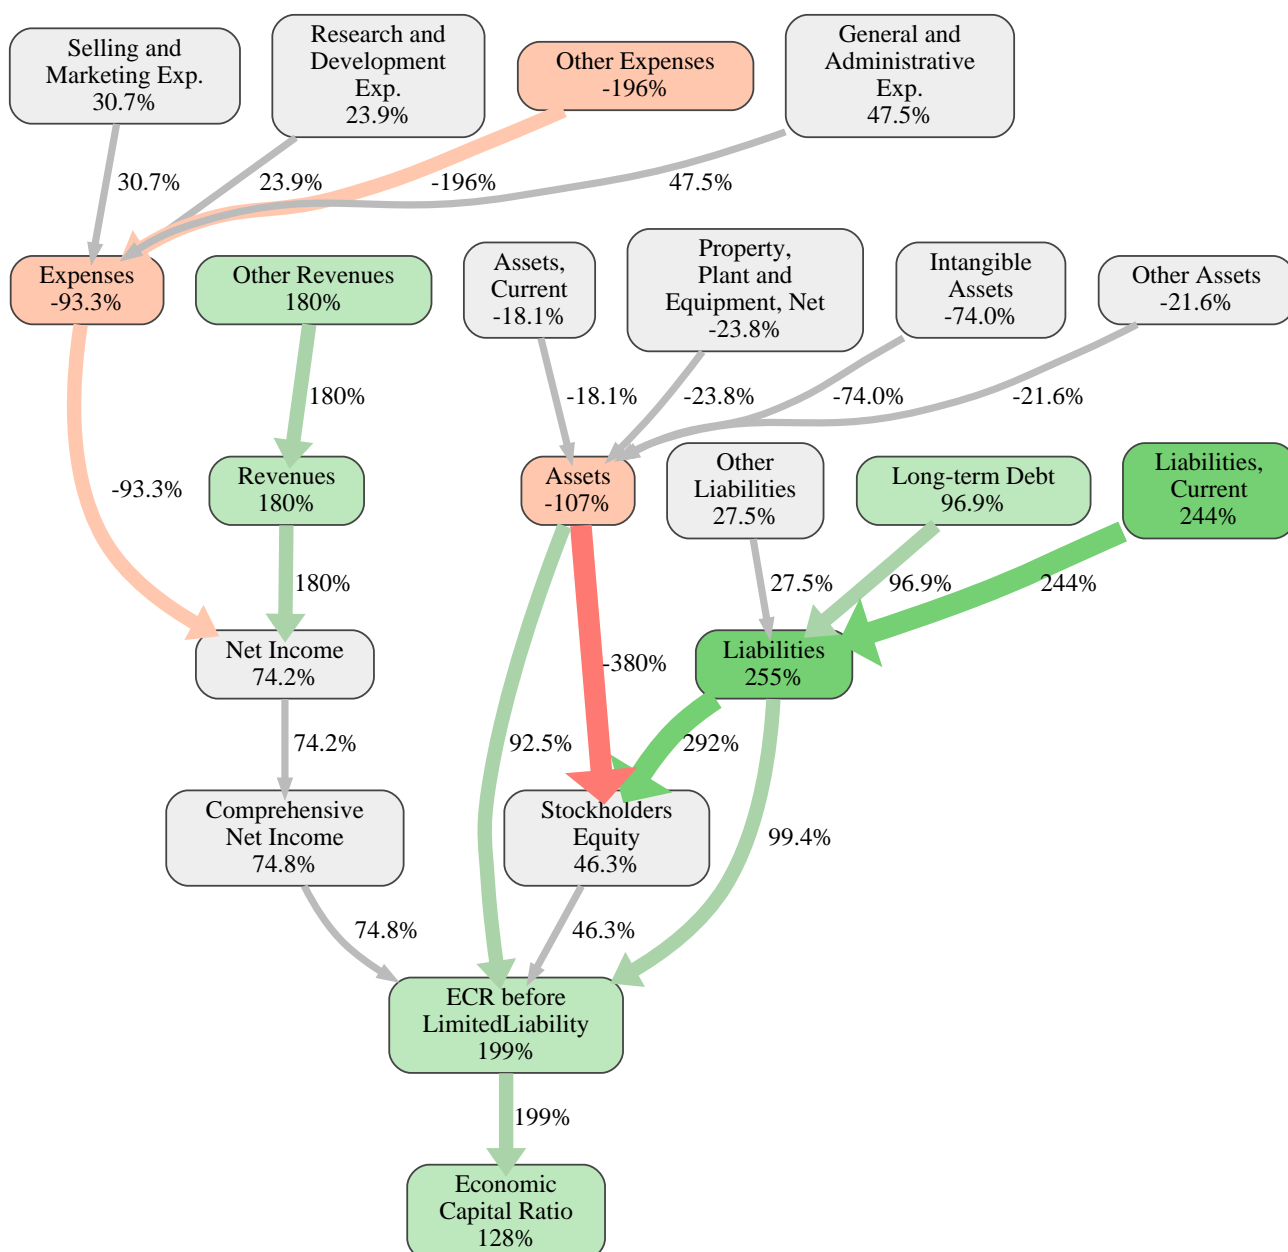 Selling and
Marketing Exp.
30.7%
Research and
Development
Exp.
23.9%
Other Expenses
-196%
General and
Administrative
Exp.
47.5%
30.7%
23.9%
-196%
47.5%
Expenses
-93.3%
Other Revenues
180%
Assets,
Current
-18.1%
Property,
Plant and
Equipment, Net
-23.8%
Intangible
Assets
-74.0%
Other Assets
-21.6%
180%
-18.1%
-23.8%
-74.0%
-21.6%
-93.3%
Revenues
180%
Assets
-107%
Other
Liabilities
27.5%
Long-term Debt
96.9%
Liabilities,
Current
244%
180%
27.5%
96.9%
244%
Net Income
74.2%
-380%
Liabilities
255%
74.2%
92.5%
292%
Comprehensive
Net Income
74.8%
Stockholders
Equity
46.3%
99.4%
74.8%
46.3%
ECR before
LimitedLiability
199%
199%
Economic
Capital Ratio
128%